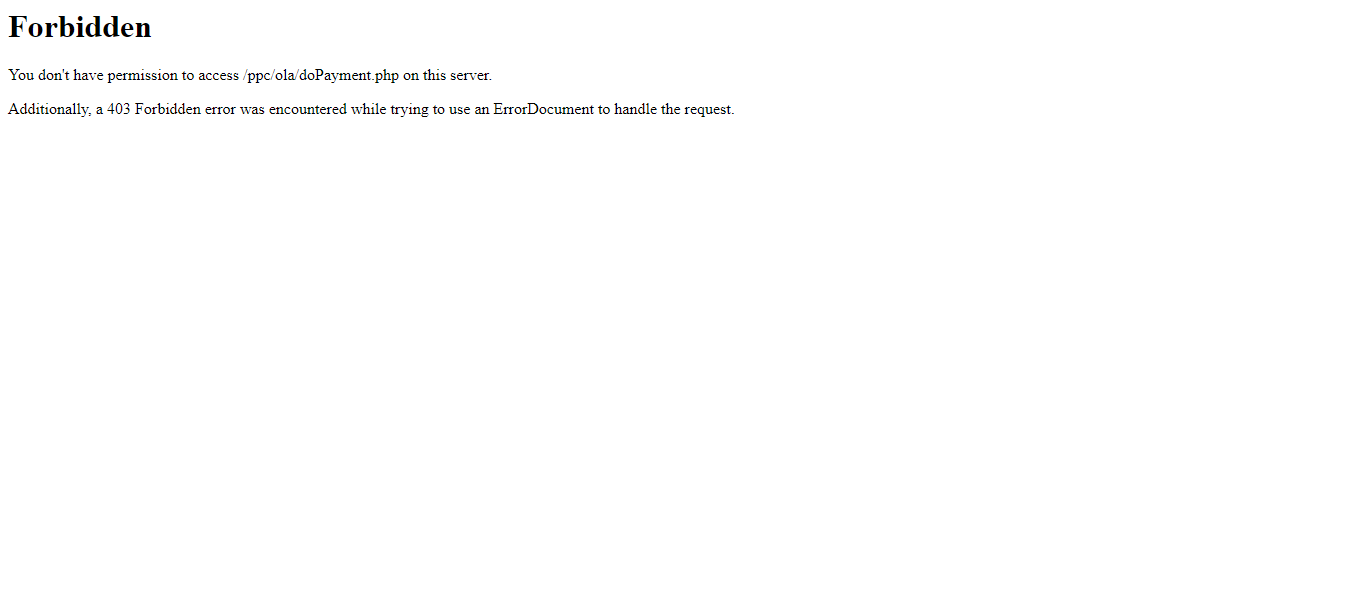 Forbidden
You don't have permission to access /ppc/ola/doPayment.php on this server.
Additionally, a 403 Forbidden error was encountered while trying to use an ErrorDocument to handle the request.